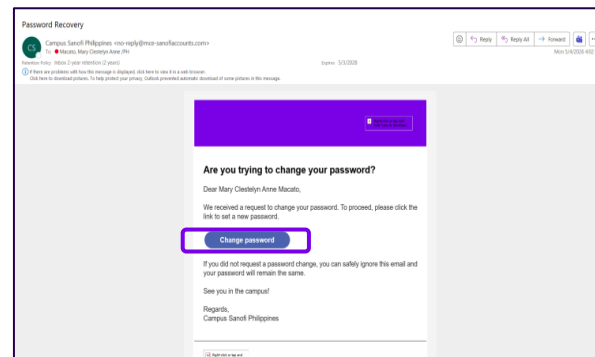 Password Recovery
CS
Campus Sanofi Philippines <no-reply@mce-sanofiaccounts.com>
To Macato, Mary Clestelyn Anne /PH
Reply
Reply All
Forward
Mon 5/4/2026 4:02
Retention Policy Inbox 2-year retention (2 years)
Expires 5/3/2028
If there are problems with how this message is displayed, click here to view it in a web browser.
Click here to download pictures. To help protect your privacy, Outlook prevented automatic download of some pictures in this message.
Are you trying to change your password?
Dear Mary Clestelyn Anne Macato,
We received a request to change your password. To proceed, please click the
link to set a new password.
Change password
If you did not request a password change, you can safely ignore this email and
your password will remain the same.
See you in the campus!
Regards,
Campus Sanofi Philippines
Right-click or tap and